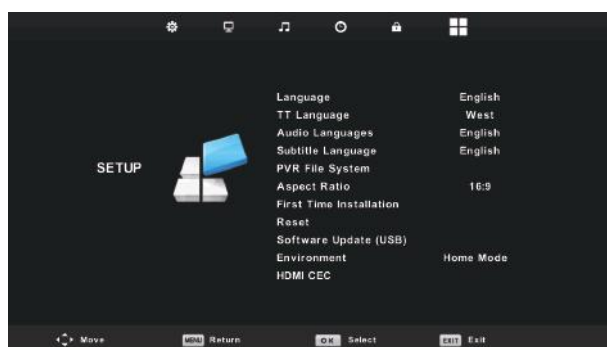 Language English
TT Language West
Audio Languages English
Subtitle Language English
SETUP
PVR File System
Aspect Ratio 16:9
First Time Installation
Reset
Software Update (USB)
Environment Home Mode
HDMI CEC
Move MENU Return OK Select EXIT Exit